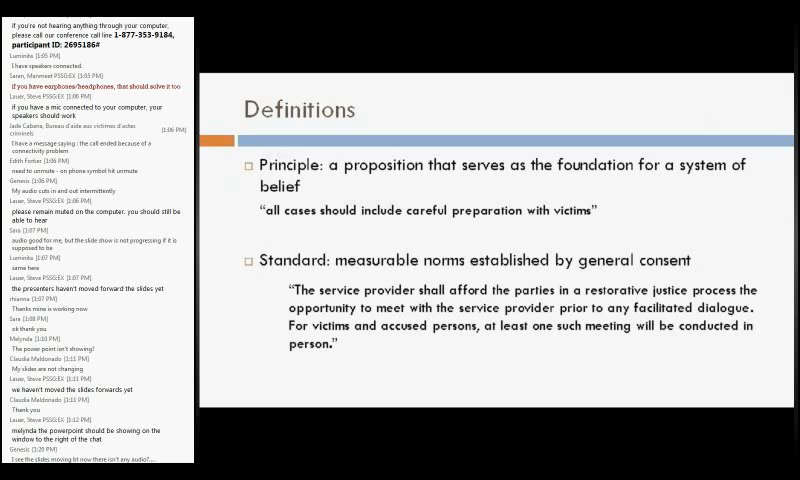 if you're not hearing anything through your computer,
please call our conference call line 1-877-353-9184,
participant ID: 2695186#
Luminita [1:05 PM]
I have speakers connected.
Saran, Manmeet PSSG:EX [1:05 PM]
if you have earphones/headphones, that should solve it too
Lauer, Steve PSSG:EX [1:06 PM]
if you have a mic connected to your computer, your
speakers should work
Jade Cabana, Bureau d'aide aux victimes d'actes
criminels [1:06 PM]
I have a message saying : the call ended because of a
connectivity problem
Edith Fortier [1:06 PM]
need to unmute - on phone symbol hit unmute
Genesis [1:06 PM]
My audio cuts in and out intermittently
Lauer, Steve PSSG:EX [1:06 PM]
please remain muted on the computer. you should still be
able to hear
Sara [1:07 PM]
audio good for me, but the slide show is not progressing if it is
supposed to be
Luminita [1:07 PM]
same here
Lauer, Steve PSSG:EX [1:07 PM]
the presenters haven't moved forward the slides yet
rhianna [1:07 PM]
Thanks mine is working now
Sara [1:08 PM]
ok thank you
Melynda [1:10 PM]
The power point isn't showing?
Claudia Maldonado [1:11 PM]
My slides are not changing
Lauer, Steve PSSG:EX [1:11 PM]
we haven't moved the slides forwards yet
Claudia Maldonado [1:11 PM]
Thank you
Lauer, Steve PSSG:EX [1:12 PM]
melynda the powerpoint should be showing on the
window to the right of the chat
Genesis [1:20 PM]
I see the slides moving bt now there isn't any audio?....
Definitions
Principle: a proposition that serves as the foundation for a system of
belief
“all cases should include careful preparation with victims”
Standard: measurable norms established by general consent
“The service provider shall afford the parties in a restorative justice process the
opportunity to meet with the service provider prior to any facilitated dialogue.
For victims and accused persons, at least one such meeting will be conducted in
person.”